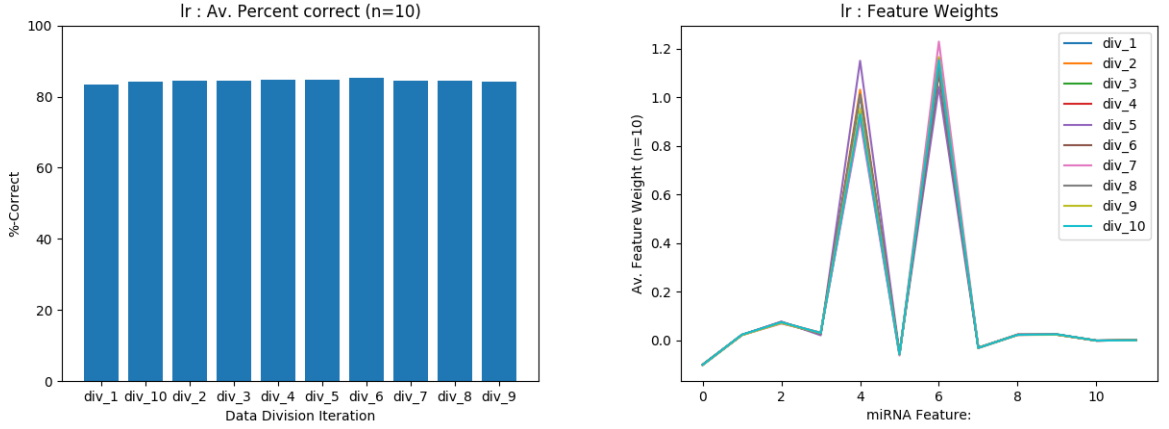 lr : Av. Percent correct (n=10)
100
80
60
40
20
0
%-Correct
div_1 div_10 div_2 div_3 div_4 div_5 div_6 div_7 div_8 div_9
Data Division Iteration
lr : Feature Weights
1.2
1.0
0.8
0.6
0.4
0.2
0.0
Av. Feature Weight (n=10)
0 2 4 6 8 10
miRNA Feature:
div_1
div_2
div_3
div_4
div_5
div_6
div_7
div_8
div_9
div_10